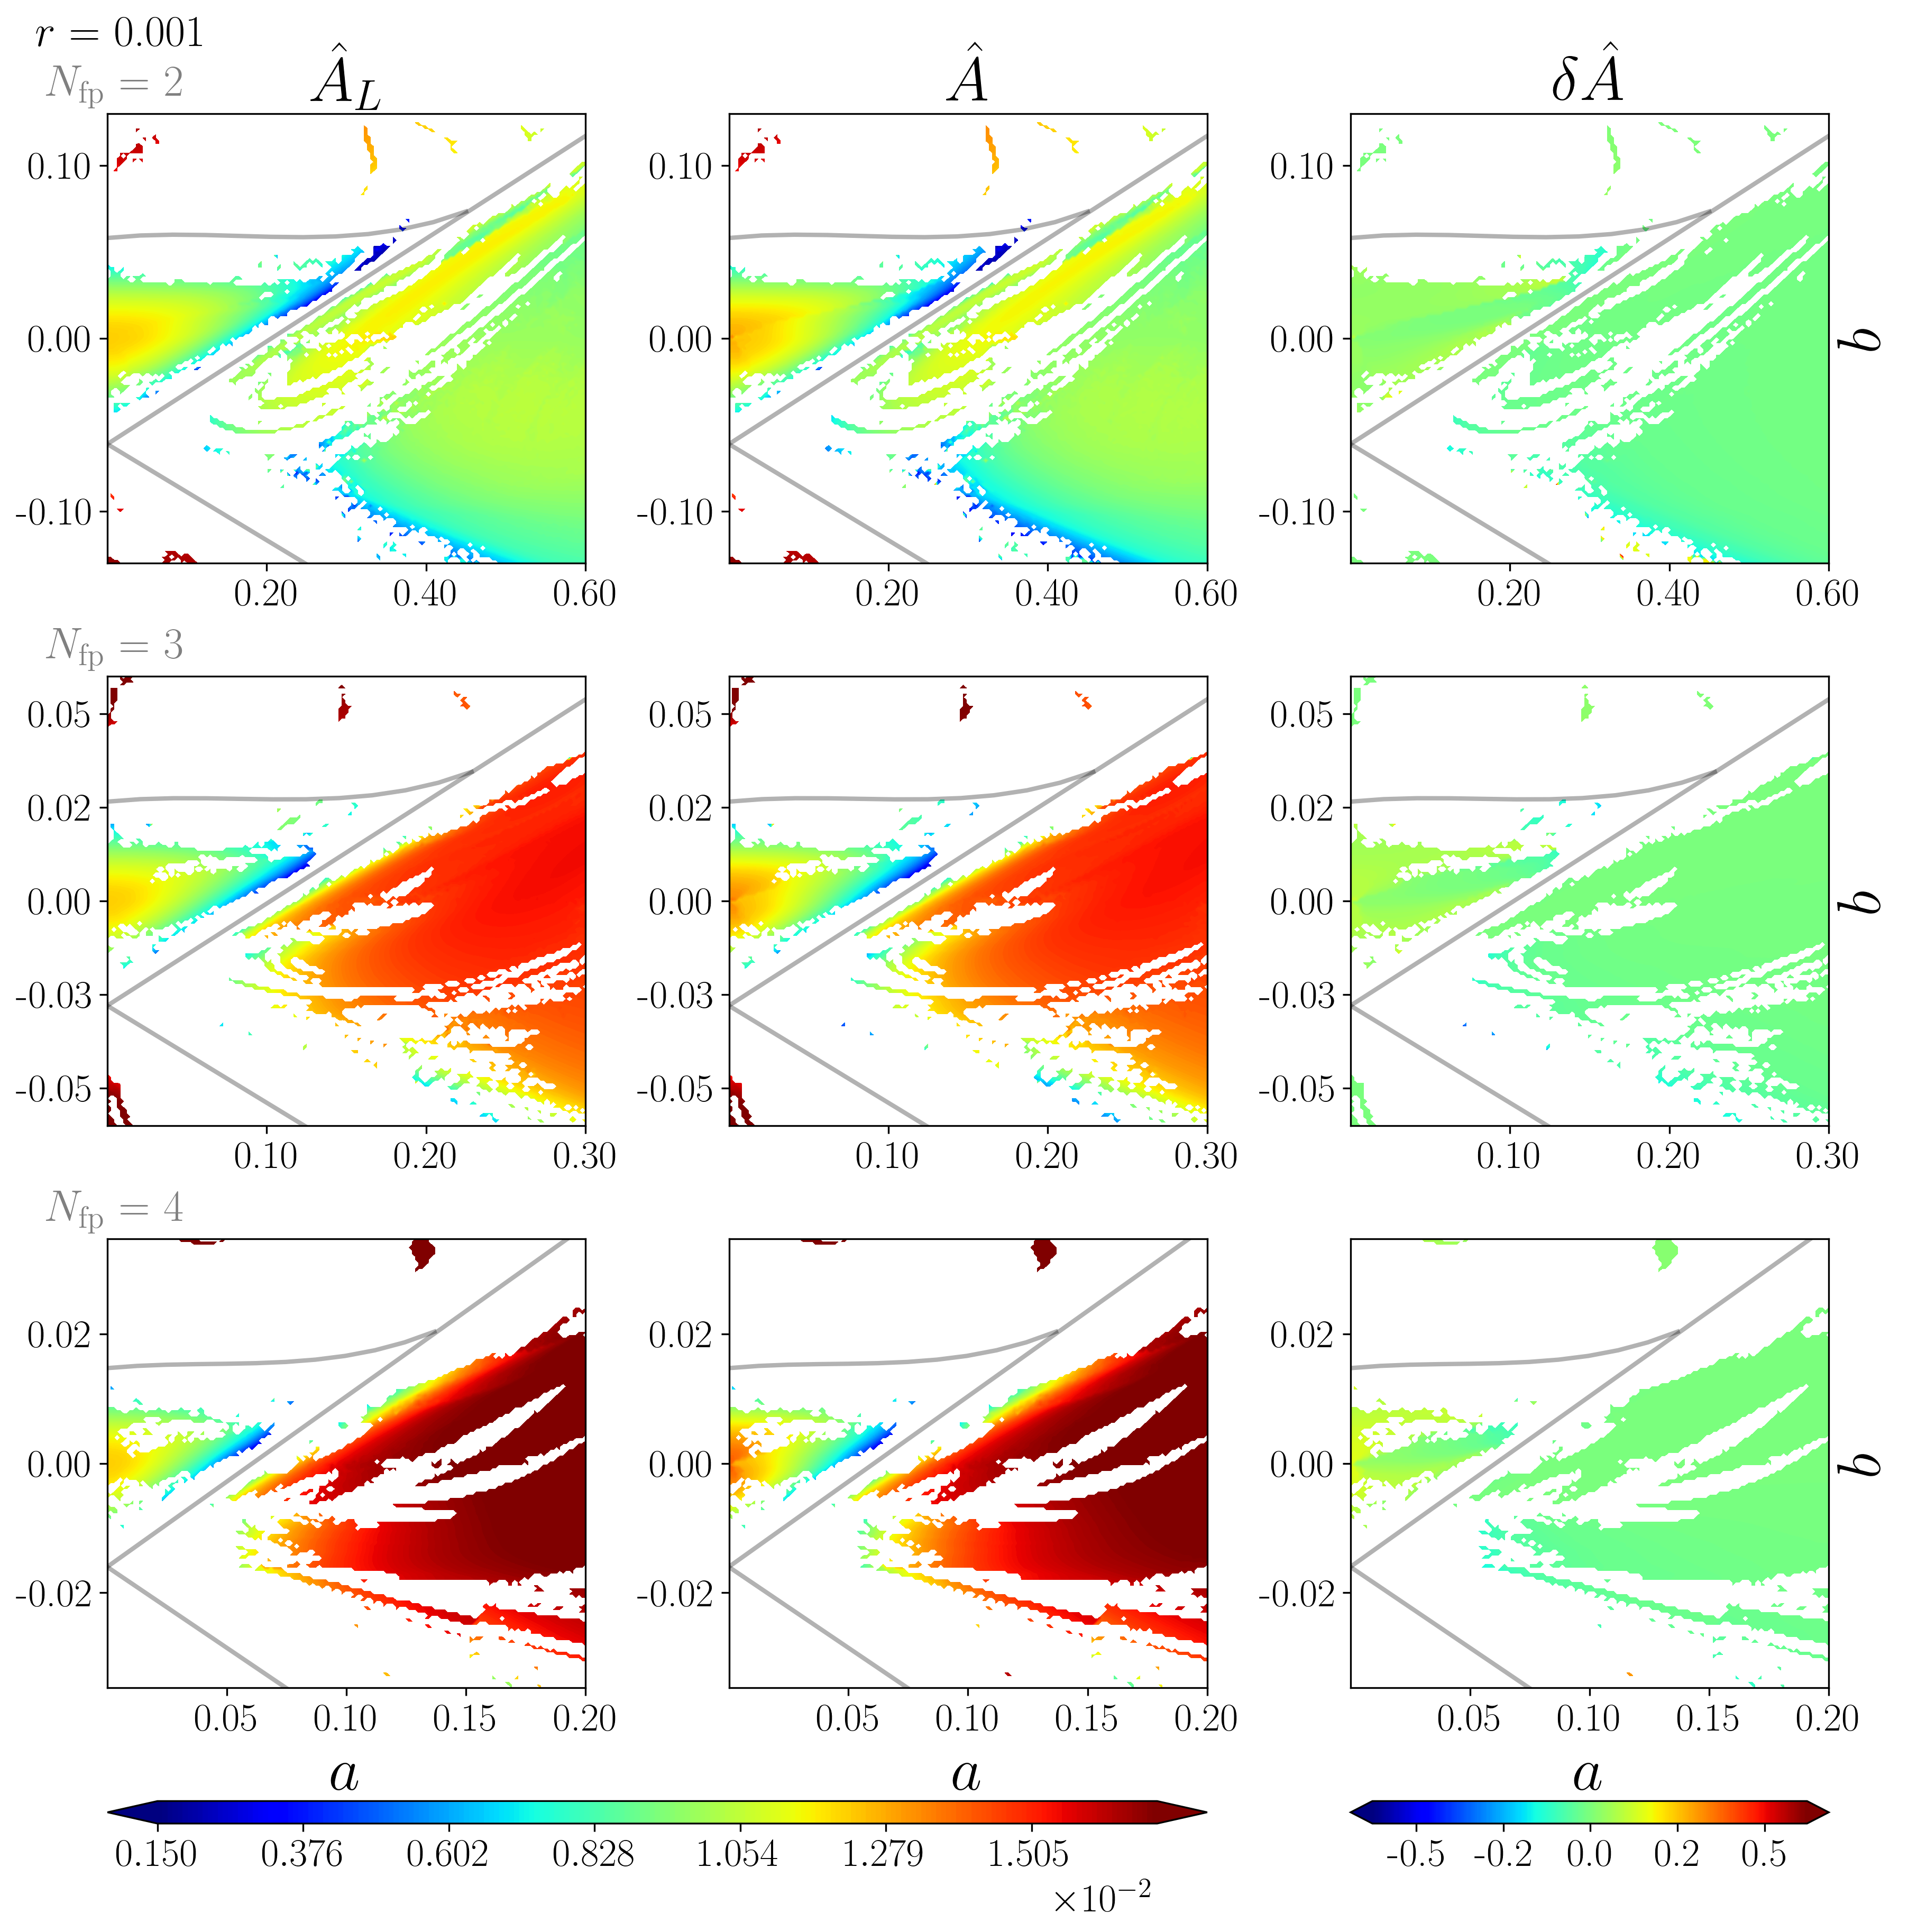 r = 0.001
N_fp = 2
Â_L Â δÂ
0.10 0.10 0.10
0.00 0.00 0.00 b
-0.10 -0.10 -0.10
0.20 0.40 0.60 0.20 0.40 0.60 0.20 0.40 0.60
N_fp = 3
0.05 0.05 0.05
0.02 0.02 0.02
0.00 0.00 0.00 b
-0.03 -0.03 -0.03
-0.05 -0.05 -0.05
0.10 0.20 0.30 0.10 0.20 0.30 0.10 0.20 0.30
N_fp = 4
0.02 0.02 0.02
0.00 0.00 0.00 b
-0.02 -0.02 -0.02
0.05 0.10 0.15 0.20 0.05 0.10 0.15 0.20 0.05 0.10 0.15 0.20
a a a
0.150 0.376 0.602 0.828 1.054 1.279 1.505 -0.5 -0.2 0.0 0.2 0.5
×10⁻²